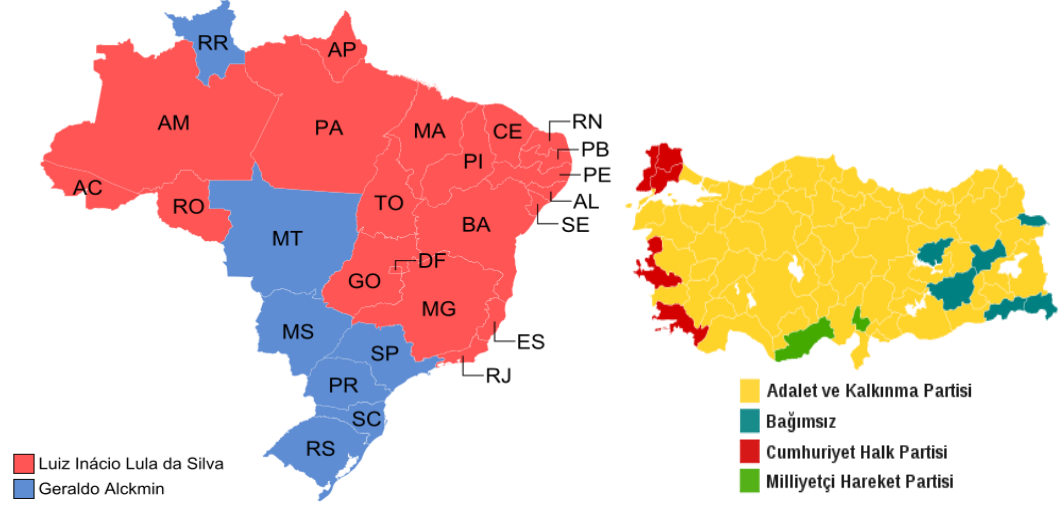 RR
AP
AM
PA
MA
CE
RN
PI
PB
PE
AC
RO
TO
AL
BA
SE
MT
DF
GO
MG
MS
ES
SP
RJ
PR
SC
RS
Luiz Inácio Lula da Silva
Geraldo Alckmin
Adalet ve Kalkınma Partisi
Bağımsız
Cumhuriyet Halk Partisi
Milliyetçi Hareket Partisi